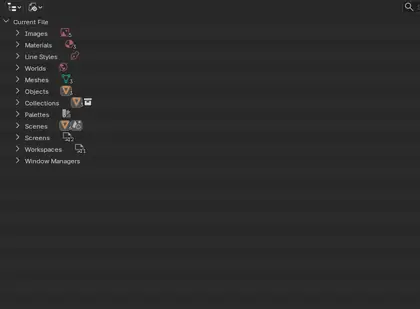 Current File
Images
Materials
Line Styles
Worlds
Meshes
Objects
Collections
Palettes
Scenes
Screens
Workspaces
Window Managers